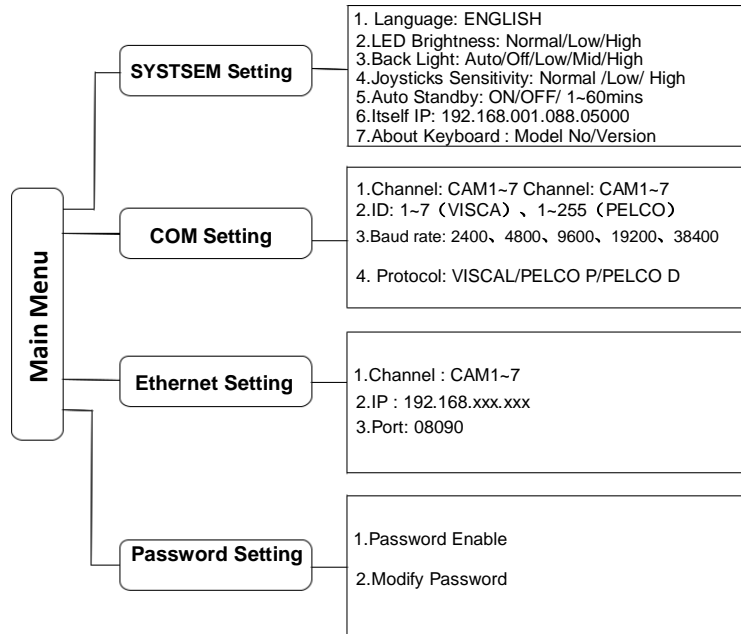 Main Menu
SYSTSEM Setting
1. Language: ENGLISH
2.LED Brightness: Normal/Low/High
3.Back Light: Auto/Off/Low/Mid/High
4.Joysticks Sensitivity: Normal /Low/ High
5.Auto Standby: ON/OFF/ 1~60mins
6.Itself IP: 192.168.001.088.05000
7.About Keyboard : Model No/Version
COM Setting
1.Channel: CAM1~7 Channel: CAM1~7
2.ID: 1~7（VISCA）、1~255（PELCO）
3.Baud rate: 2400、4800、9600、19200、38400
4. Protocol: VISCAL/PELCO P/PELCO D
Ethernet Setting
1.Channel : CAM1~7
2.IP : 192.168.xxx.xxx
3.Port: 08090
Password Setting
1.Password Enable
2.Modify Password